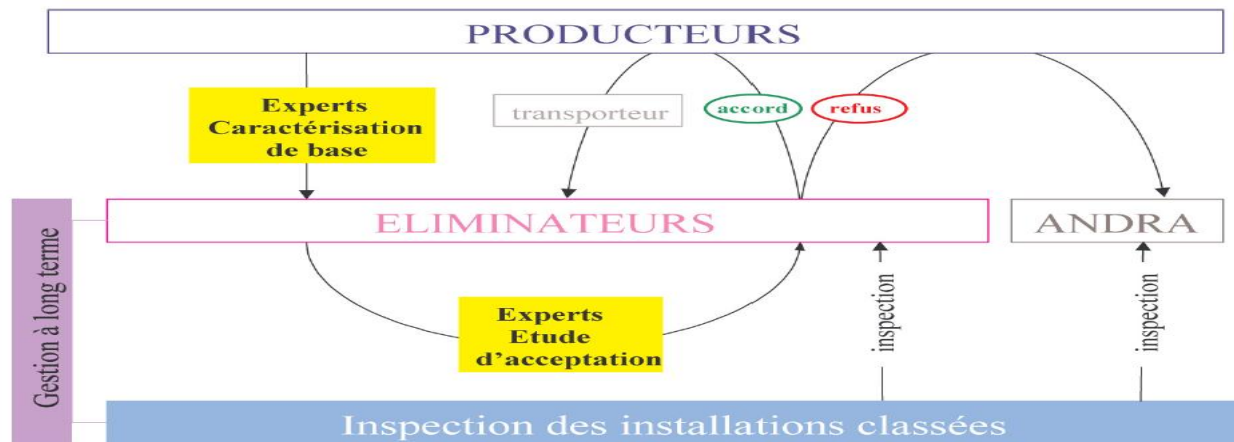 PRODUCTEURS
Experts
Caractérisation
de base
transporteur
accord
refus
Gestion à long terme
ELIMINATEURS
ANDRA
Experts
Etude
d'acceptation
inspection
inspection
Inspection des installations classées